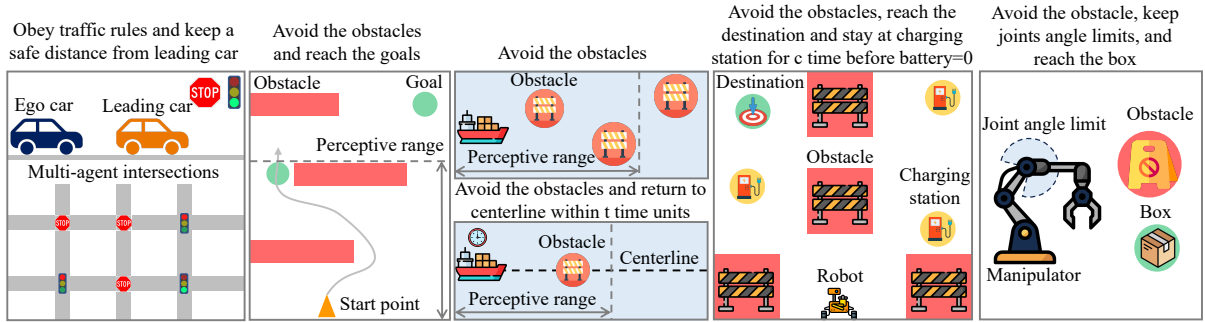 Obey traffic rules and keep a
safe distance from leading car
STOP
Ego car
Leading car
Multi-agent intersections
STOP
STOP
STOP
Avoid the obstacles
and reach the goals
Obstacle
Goal
Perceptive range
Start point
Avoid the obstacles
Obstacle
Perceptive range
Avoid the obstacles and return to
centerline within t time units
Obstacle
Centerline
Perceptive range
Avoid the obstacles, reach the
destination and stay at charging
station for c time before battery=0
Destination
Obstacle
Charging
station
Robot
Avoid the obstacle, keep
joints angle limits, and
reach the box
Joint angle limit
Obstacle
Box
Manipulator